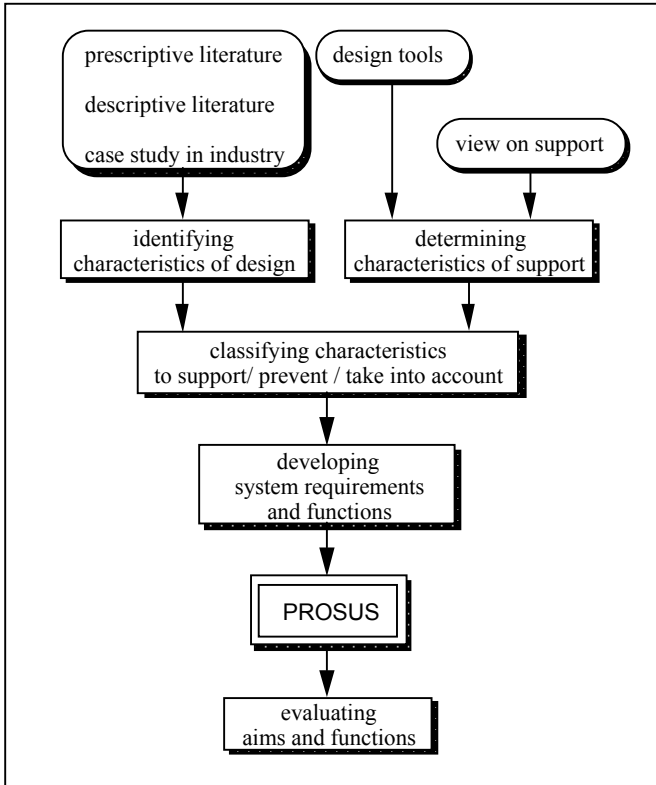 prescriptive literature
descriptive literature
case study in industry
design tools
view on support
identifying
characteristics of design
determining
characteristics of support
classifying characteristics
to support/ prevent / take into account
developing
system requirements
and functions
PROSUS
evaluating
aims and functions